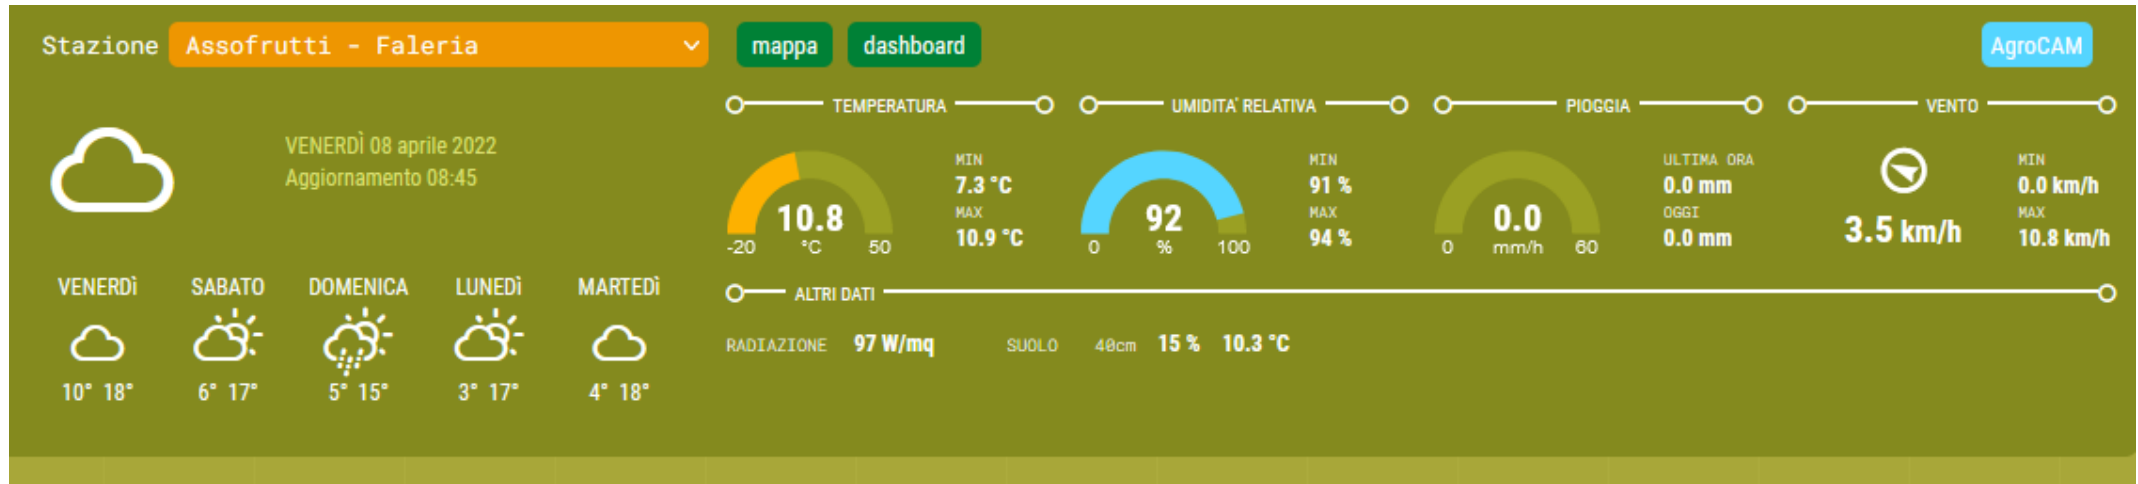 Stazione Assofrutti - Faleria mappa dashboard AgroCAM
VENERDÌ 08 aprile 2022
Aggiornamento 08:45
VENERDì SABATO DOMENICA LUNEDì MARTEDì
10° 18° 6° 17° 5° 15° 3° 17° 4° 18°
TEMPERATURA
10.8
°C
-20 50
MIN
7.3 °C
MAX
10.9 °C
UMIDITA' RELATIVA
92
%
0 100
MIN
91 %
MAX
94 %
PIOGGIA
0.0
mm/h
0 60
ULTIMA ORA
0.0 mm
OGGI
0.0 mm
VENTO
3.5 km/h
MIN
0.0 km/h
MAX
10.8 km/h
ALTRI DATI
RADIAZIONE 97 W/mq SUOLO 40cm 15 % 10.3 °C